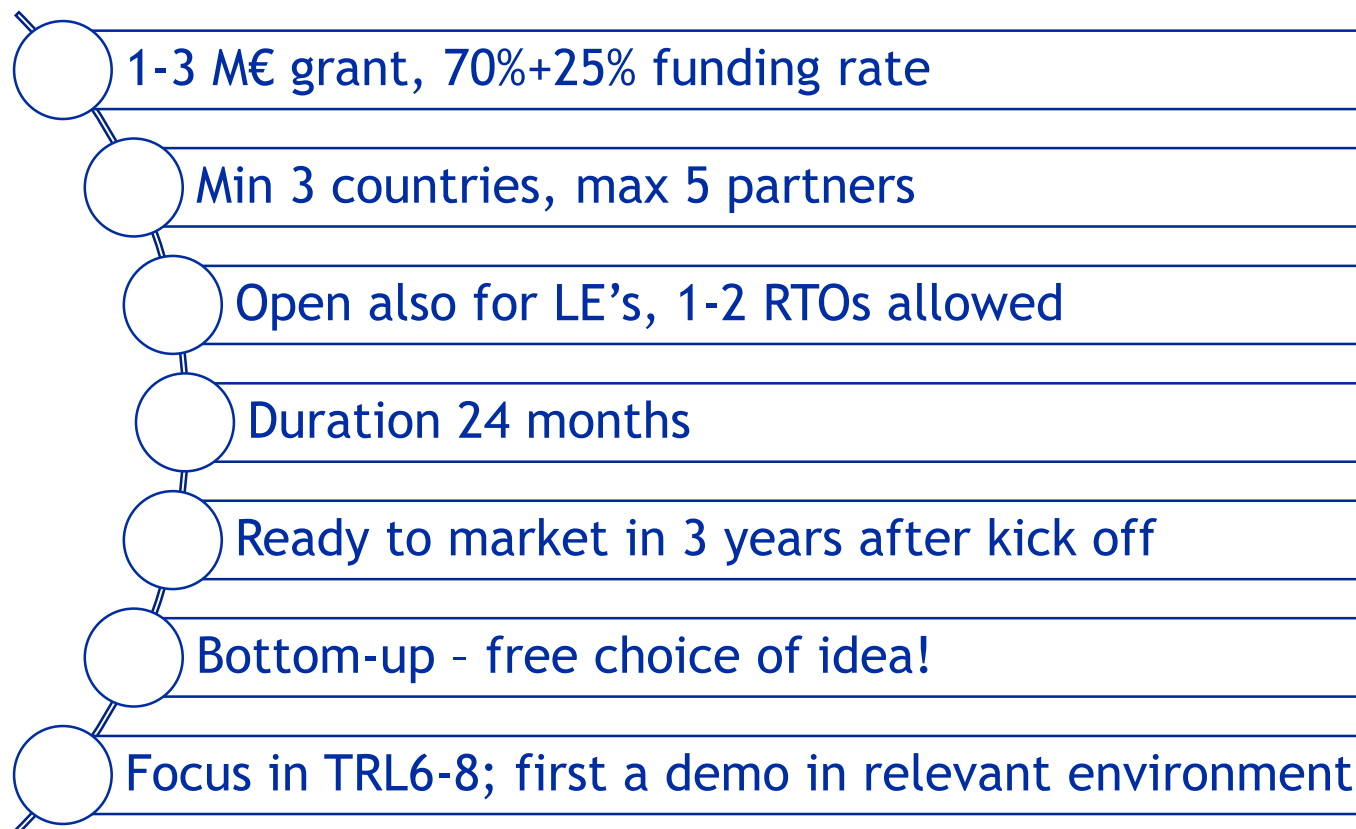 1-3 M€ grant, 70%+25% funding rate
Min 3 countries, max 5 partners
Open also for LE’s, 1-2 RTOs allowed
Duration 24 months
Ready to market in 3 years after kick off
Bottom-up – free choice of idea!
Focus in TRL6-8; first a demo in relevant environment